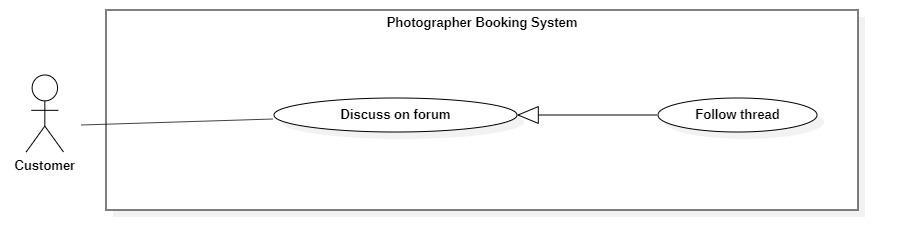 Photographer Booking System
Discuss on forum
Follow thread
Customer